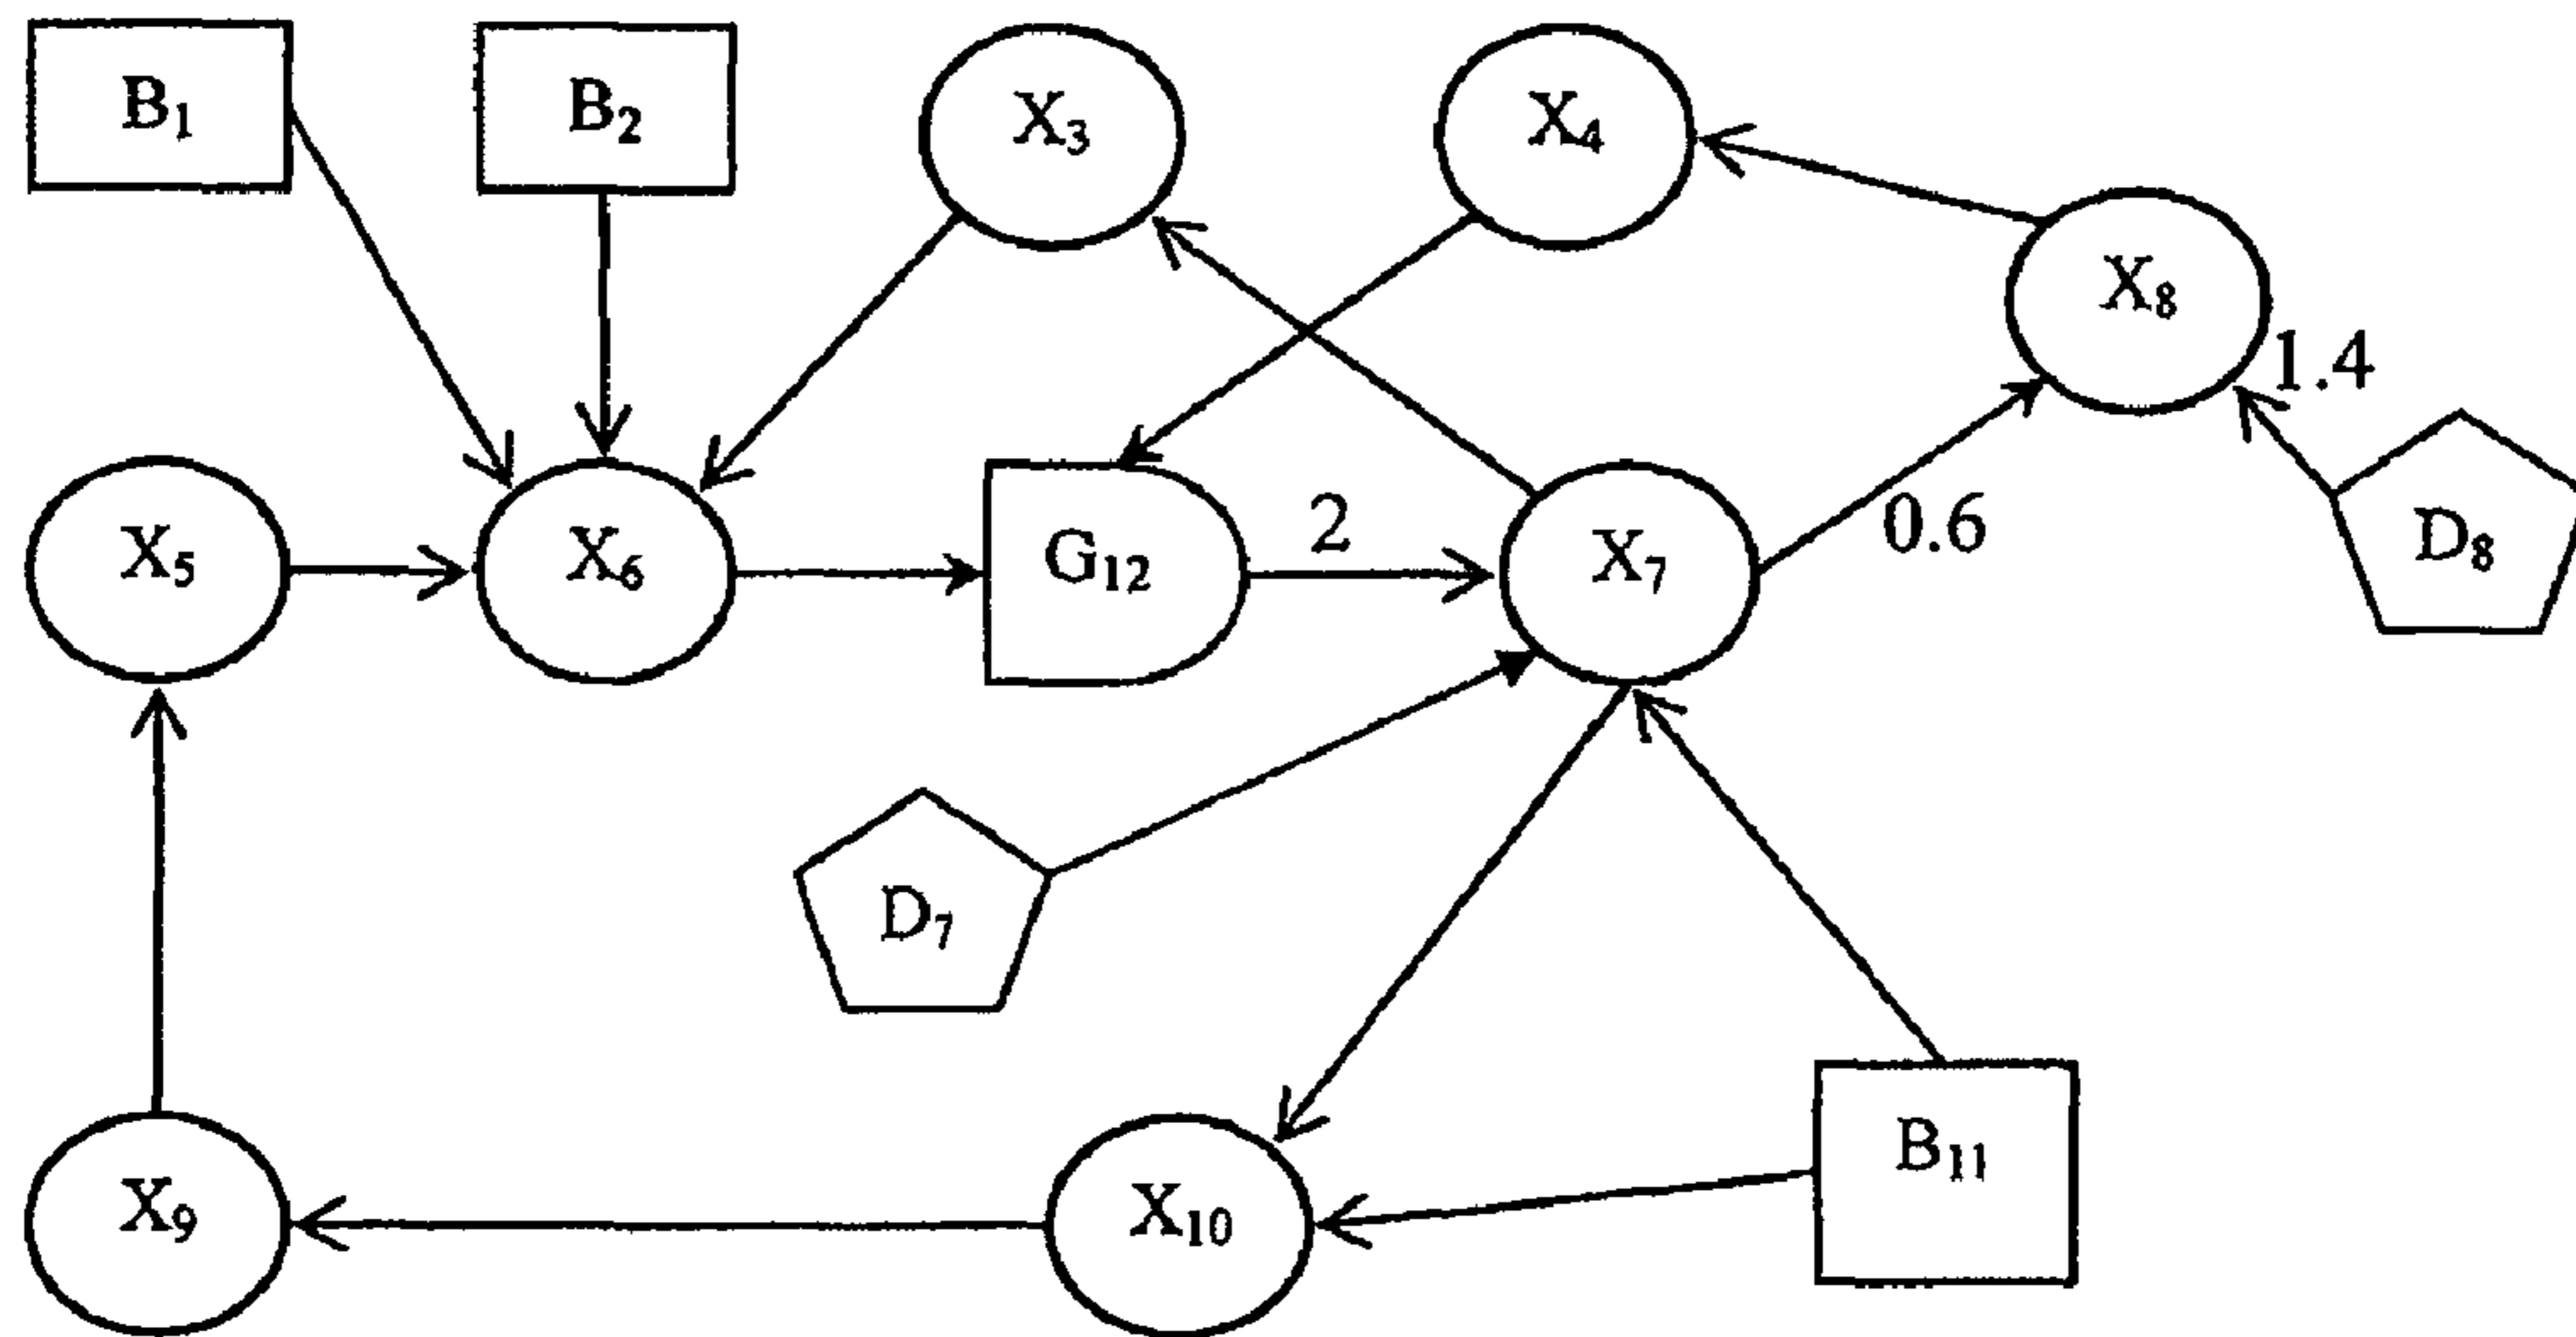 B₁
B₂
X₃
X₄
X₈
1.4
X₅
X₆
G₁₂
2
X₇
0.6
D₈
D₇
X₉
X₁₀
B₁₁